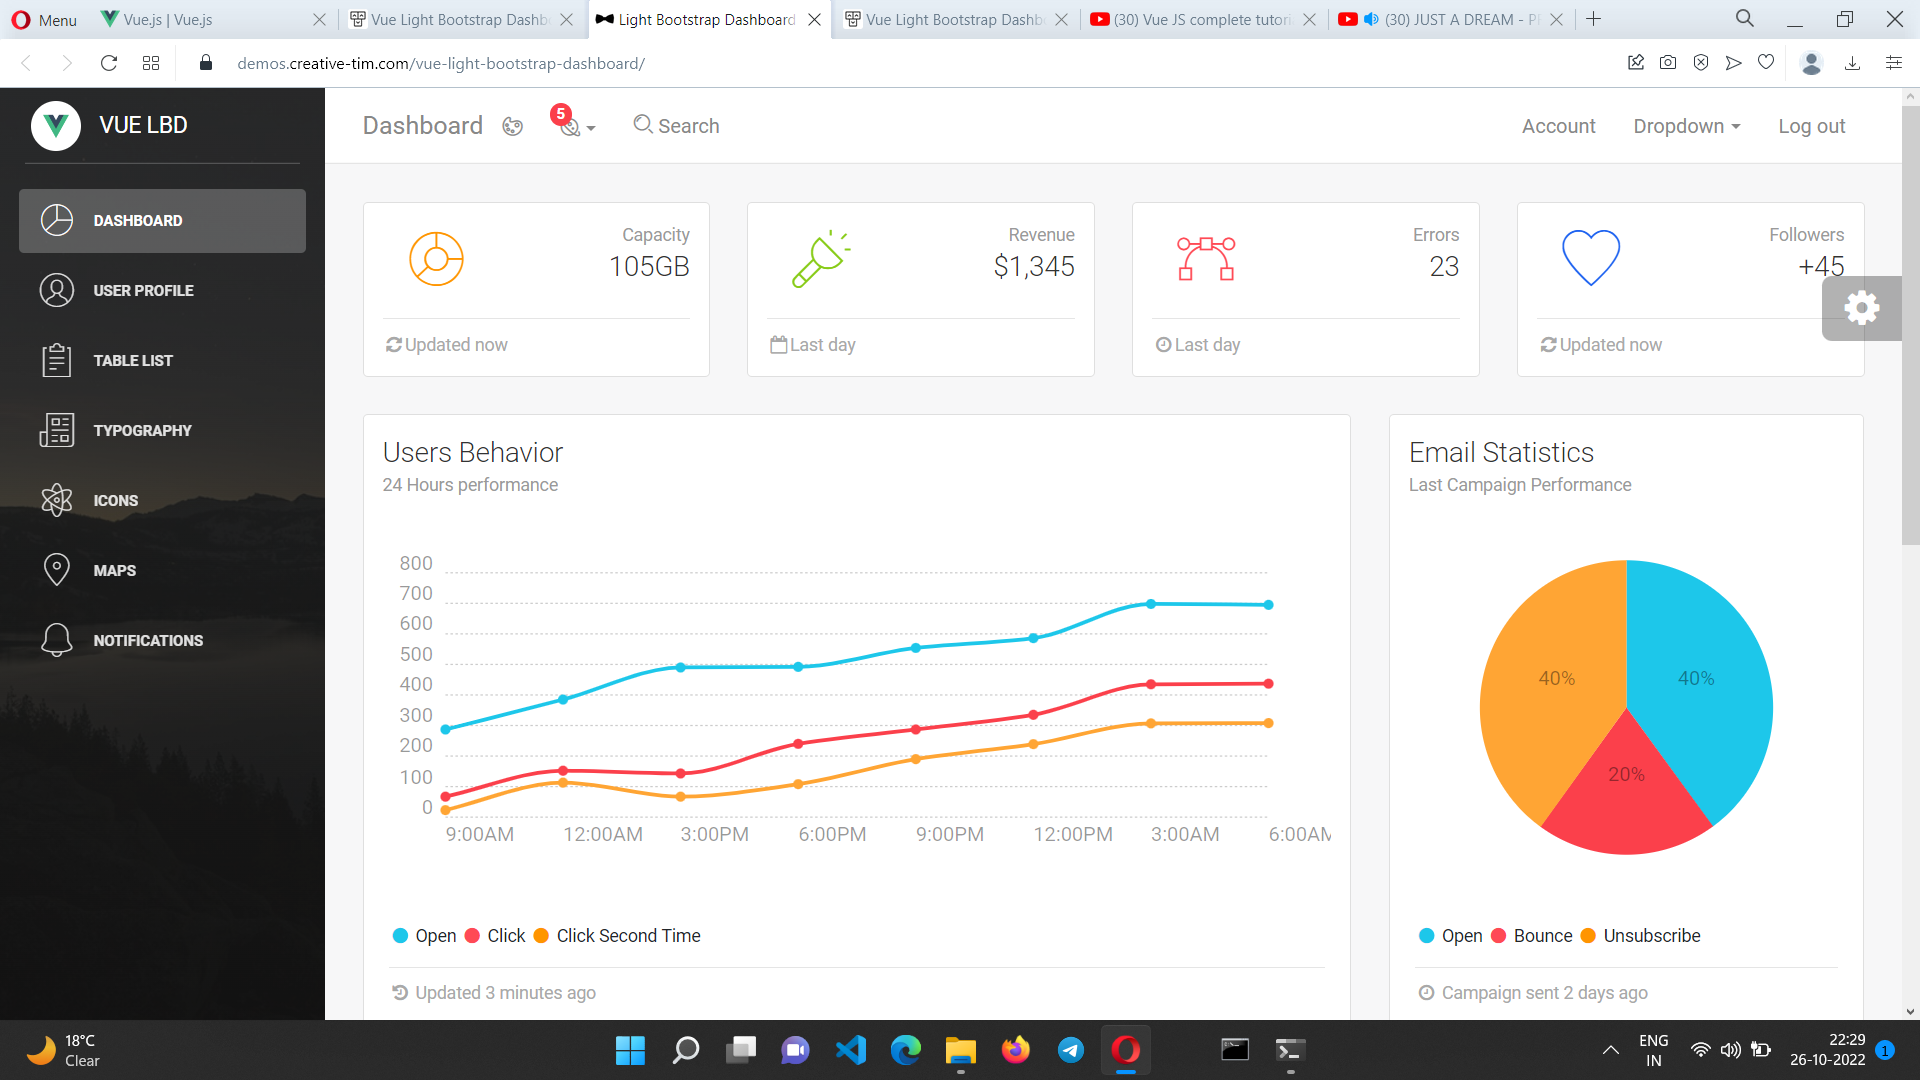 Menu
Vue.js | Vue.js
Vue Light Bootstrap Dashb
Light Bootstrap Dashboard
Vue Light Bootstrap Dashb
(30) Vue JS complete tutori
(30) JUST A DREAM - P
demos.creative-tim.com/vue-light-bootstrap-dashboard/
VUE LBD
DASHBOARD
USER PROFILE
TABLE LIST
TYPOGRAPHY
ICONS
MAPS
NOTIFICATIONS
Dashboard
5
Search
Account
Dropdown
Log out
Capacity
105GB
Updated now
Revenue
$1,345
Last day
Errors
23
Last day
Followers
+45
Updated now
Users Behavior
24 Hours performance
800
700
600
500
400
300
200
100
0
9:00AM 12:00AM 3:00PM 6:00PM 9:00PM 12:00PM 3:00AM 6:00AM
Open Click Click Second Time
Updated 3 minutes ago
Email Statistics
Last Campaign Performance
40%
40%
20%
Open Bounce Unsubscribe
Campaign sent 2 days ago
18°C
Clear
ENG
IN
22:29
26-10-2022
1